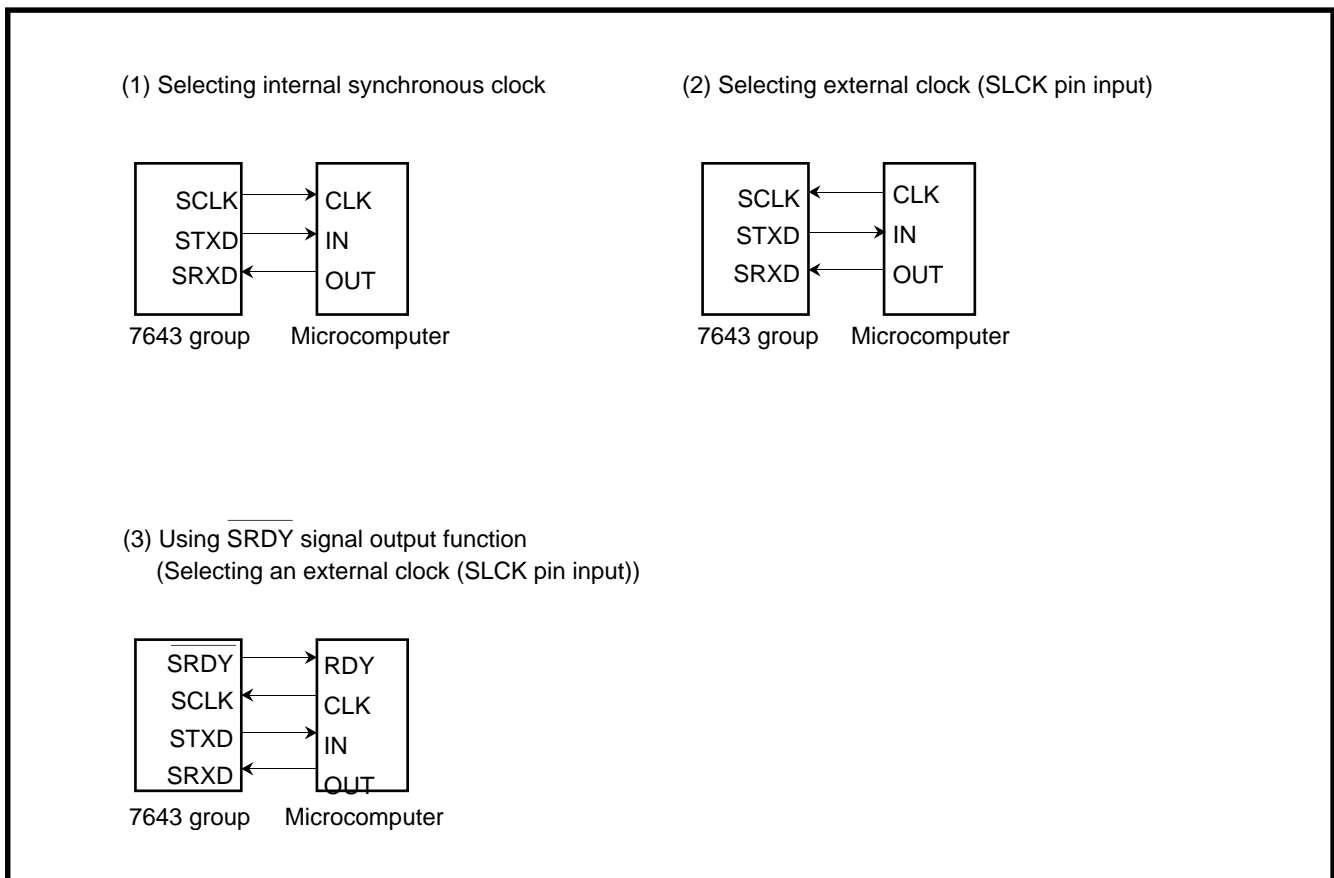 (1) Selecting internal synchronous clock
SCLK
STXD
SRXD
CLK
IN
OUT
7643 group
Microcomputer
(2) Selecting external clock (SLCK pin input)
SCLK
STXD
SRXD
CLK
IN
OUT
7643 group
Microcomputer
(3) Using S̅R̅D̅Y̅ signal output function
(Selecting an external clock (SLCK pin input))
S̅R̅D̅Y̅
SCLK
STXD
SRXD
RDY
CLK
IN
OUT
7643 group
Microcomputer